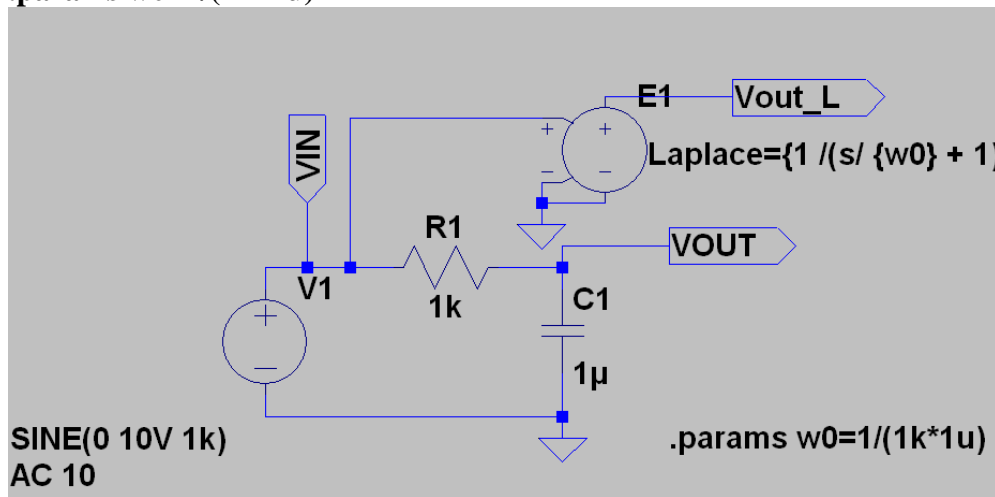 E1
Vout_L
VIN
Laplace={1 /(s/ {w0} + 1)
R1
VOUT
V1
1k
C1
1µ
SINE(0 10V 1k)
.params w0=1/(1k*1u)
AC 10